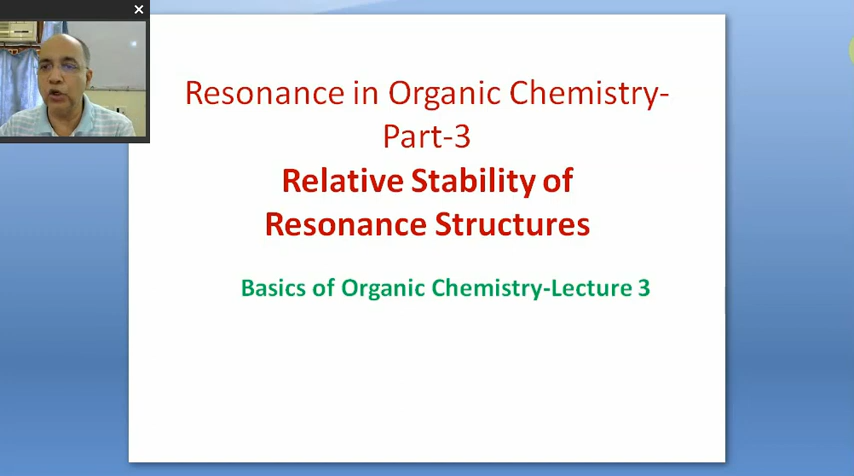 Resonance in Organic Chemistry-
Part-3
Relative Stability of
Resonance Structures
Basics of Organic Chemistry-Lecture 3